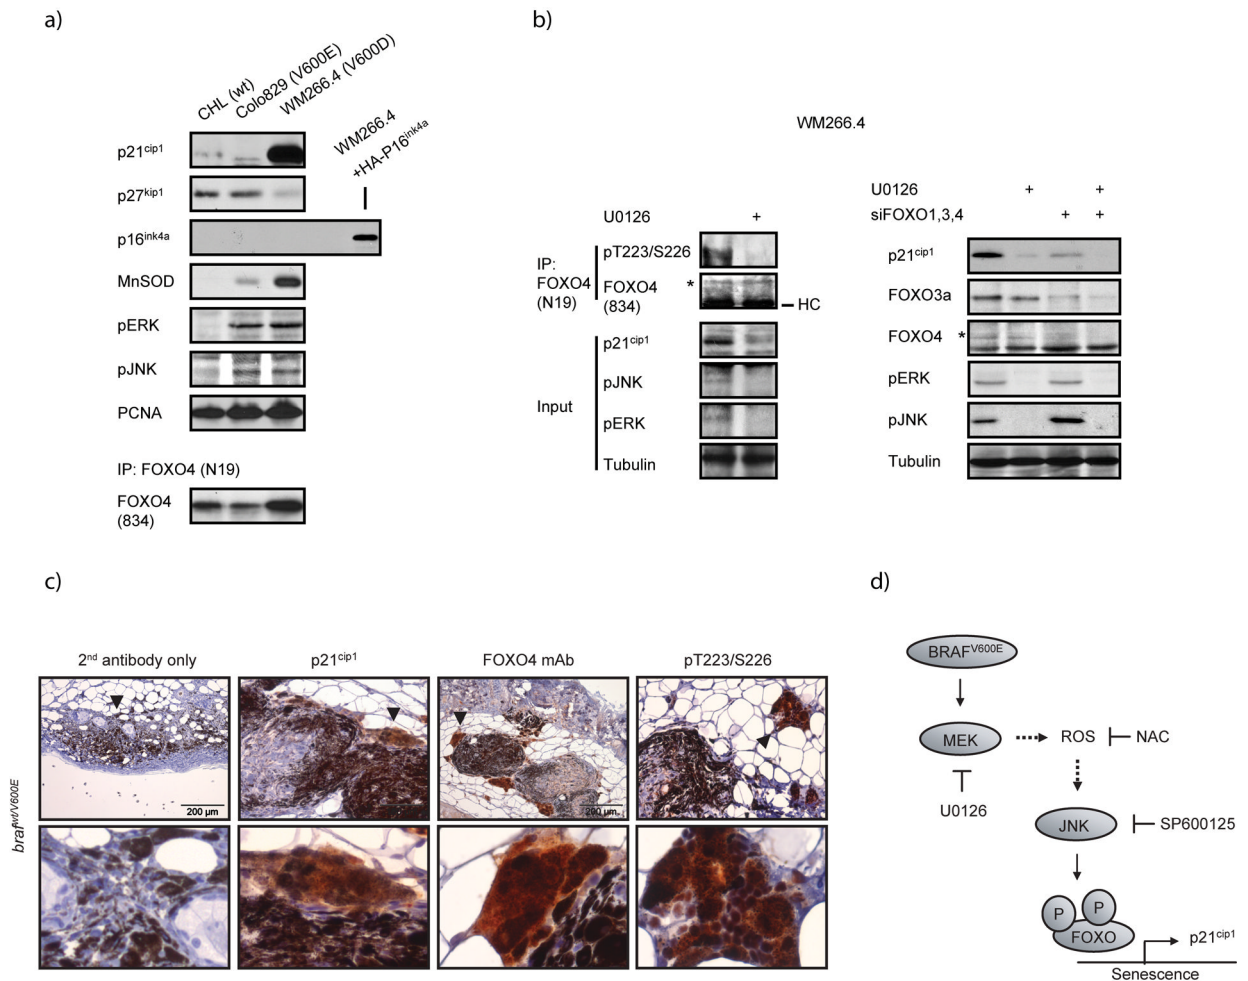 a)
CHL (wt)
Colo829 (V600E)
WM266.4 (V600D)
WM266.4
+HA-P16ink4a
p21cip1
p27kip1
p16ink4a
MnSOD
pERK
pJNK
PCNA
IP: FOXO4 (N19)
FOXO4
(834)
b)
WM266.4
U0126 +
IP:
FOXO4
(N19)
pT223/S226
FOXO4
(834)
*
HC
Input
p21cip1
pJNK
pERK
Tubulin
U0126 + +
siFOXO1,3,4 + +
p21cip1
FOXO3a
FOXO4 *
pERK
pJNK
Tubulin
c)
brafwt/V600E
2nd antibody only
p21cip1
FOXO4 mAb
pT223/S226
200 µm
200 µm
d)
BRAFV600E
MEK
ROS
NAC
U0126
JNK
SP600125
P
P
FOXO
p21cip1
Senescence